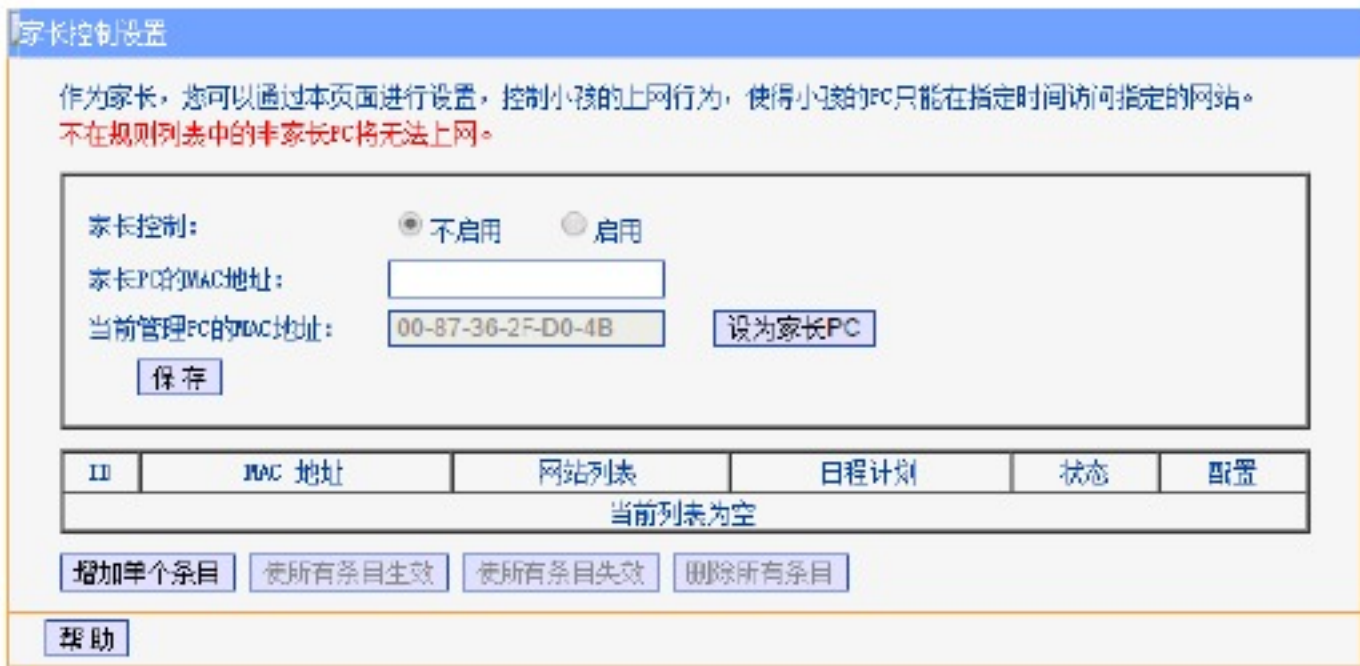 家长控制设置
作为家长，您可以通过本页面进行设置，控制小孩的上网行为，使得小孩的PC只能在指定时间访问指定的网站。
不在规则列表中的非家长PC将无法上网。
家长控制： 不启用 启用
家长PC的MAC地址：
当前管理PC的MAC地址： 00-87-36-2F-D0-4B 设为家长PC
保存
ID MAC 地址 网站列表 日程计划 状态 配置
当前列表为空
增加单个条目 使所有条目生效 使所有条目失效 删除所有条目
帮助